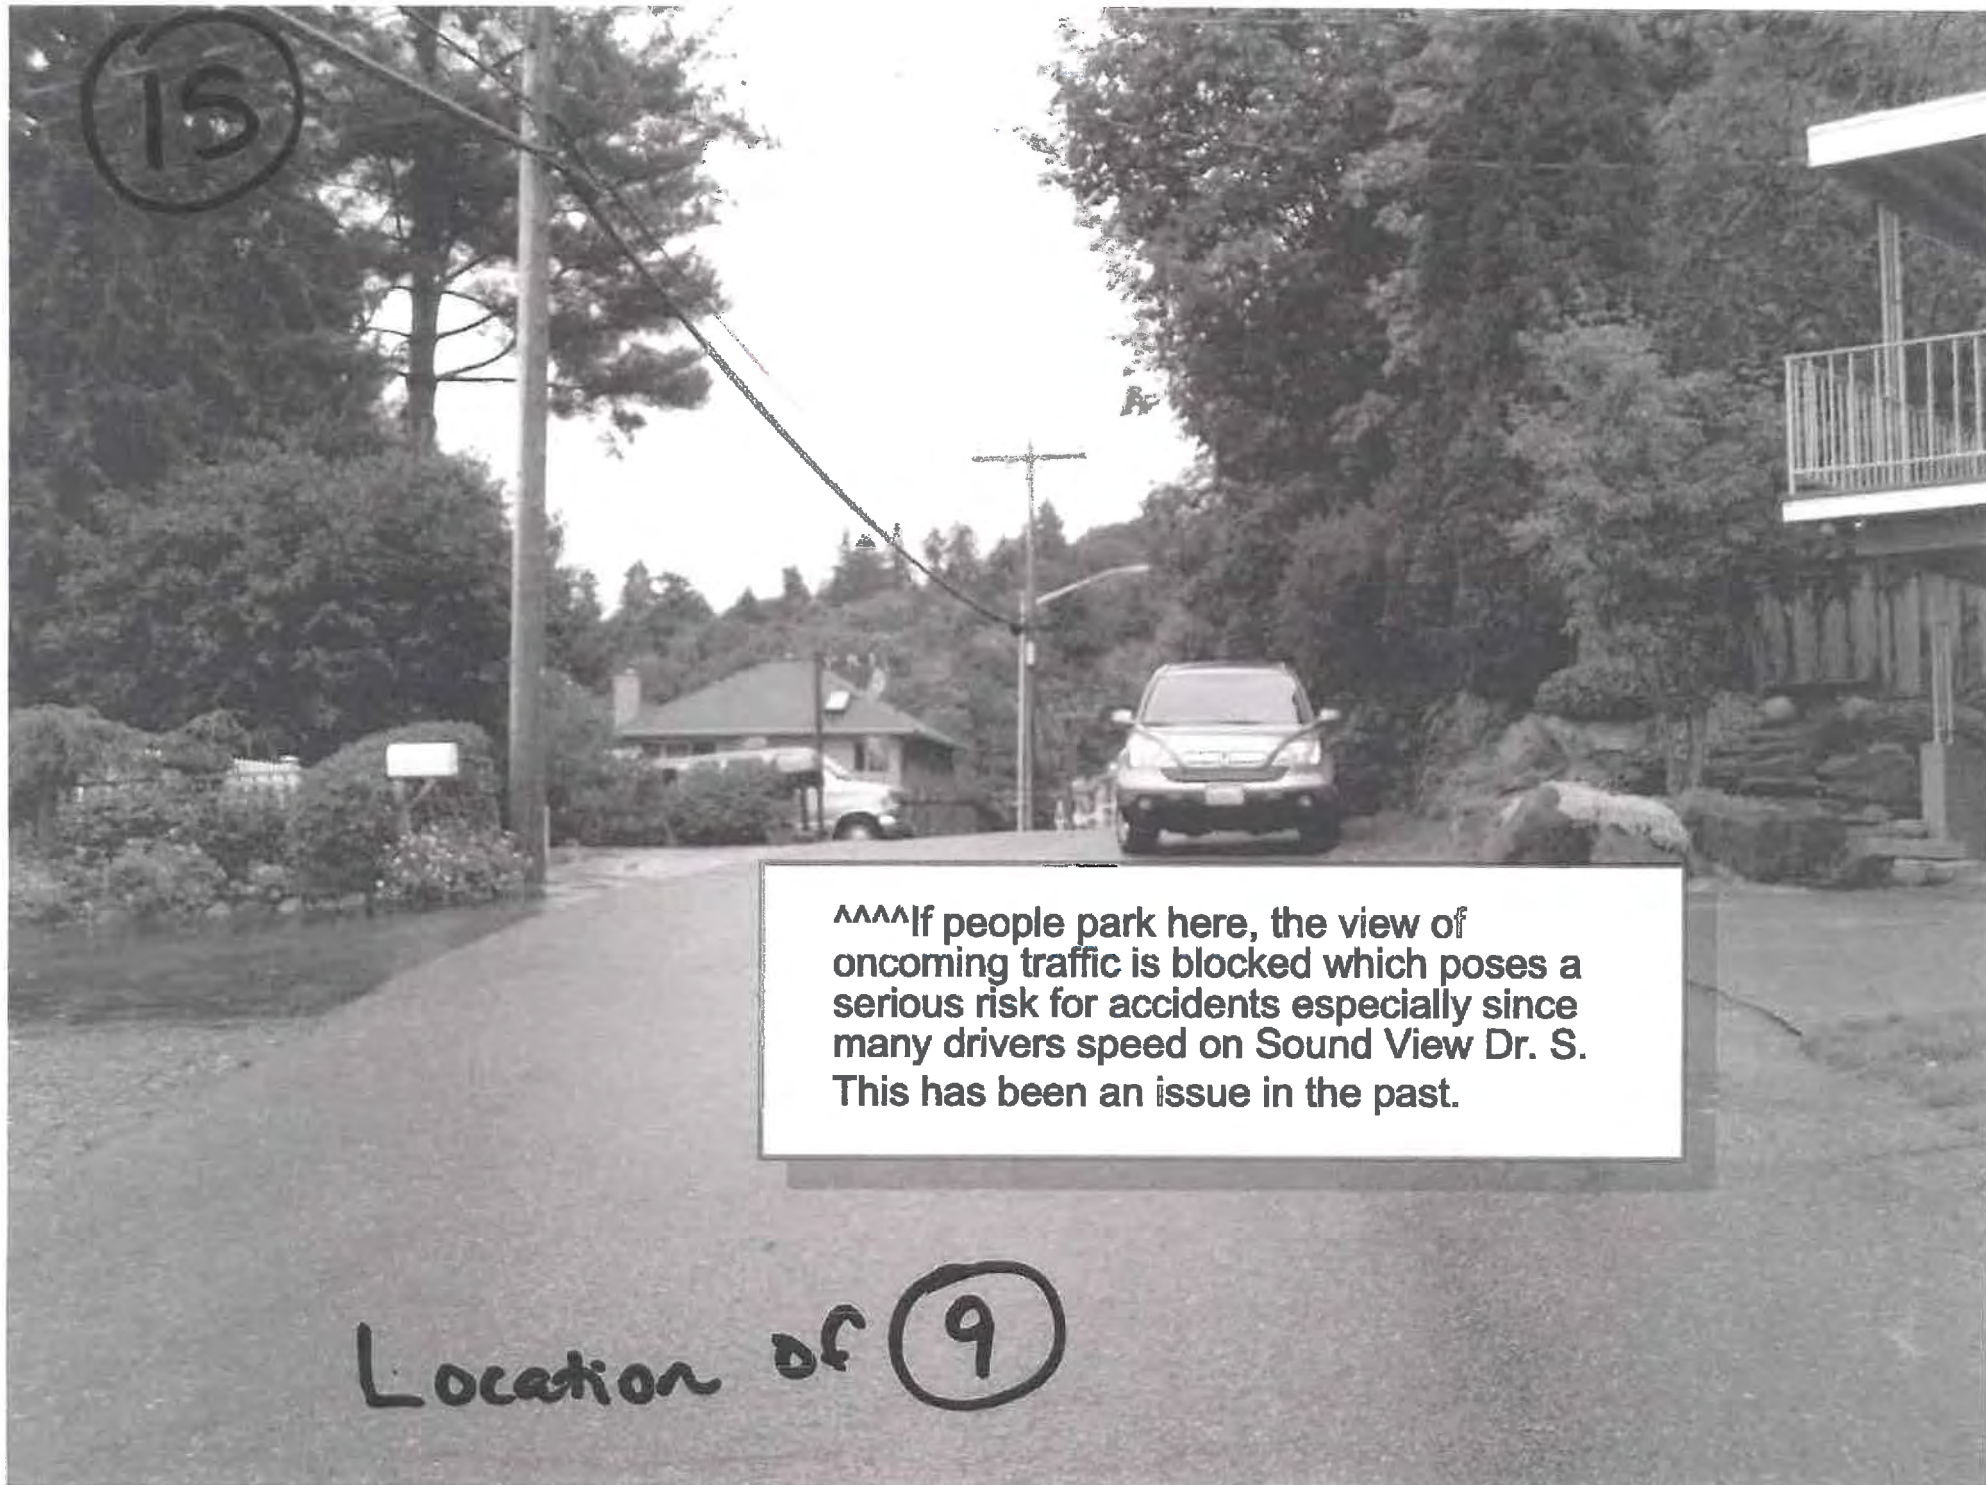 15
^^^^If people park here, the view of
oncoming traffic is blocked which poses a
serious risk for accidents especially since
many drivers speed on Sound View Dr. S.
This has been an issue in the past.
Location of 9